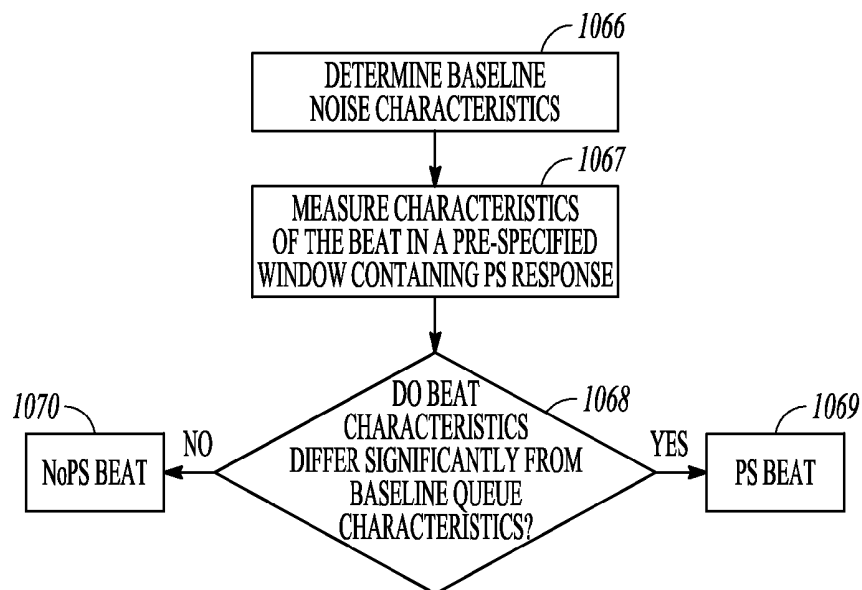 1066
DETERMINE BASELINE
NOISE CHARACTERISTICS
1067
MEASURE CHARACTERISTICS
OF THE BEAT IN A PRE-SPECIFIED
WINDOW CONTAINING PS RESPONSE
1068
DO BEAT
CHARACTERISTICS
DIFFER SIGNIFICANTLY FROM
BASELINE QUEUE
CHARACTERISTICS?
1070
NO
NoPS BEAT
YES
1069
PS BEAT